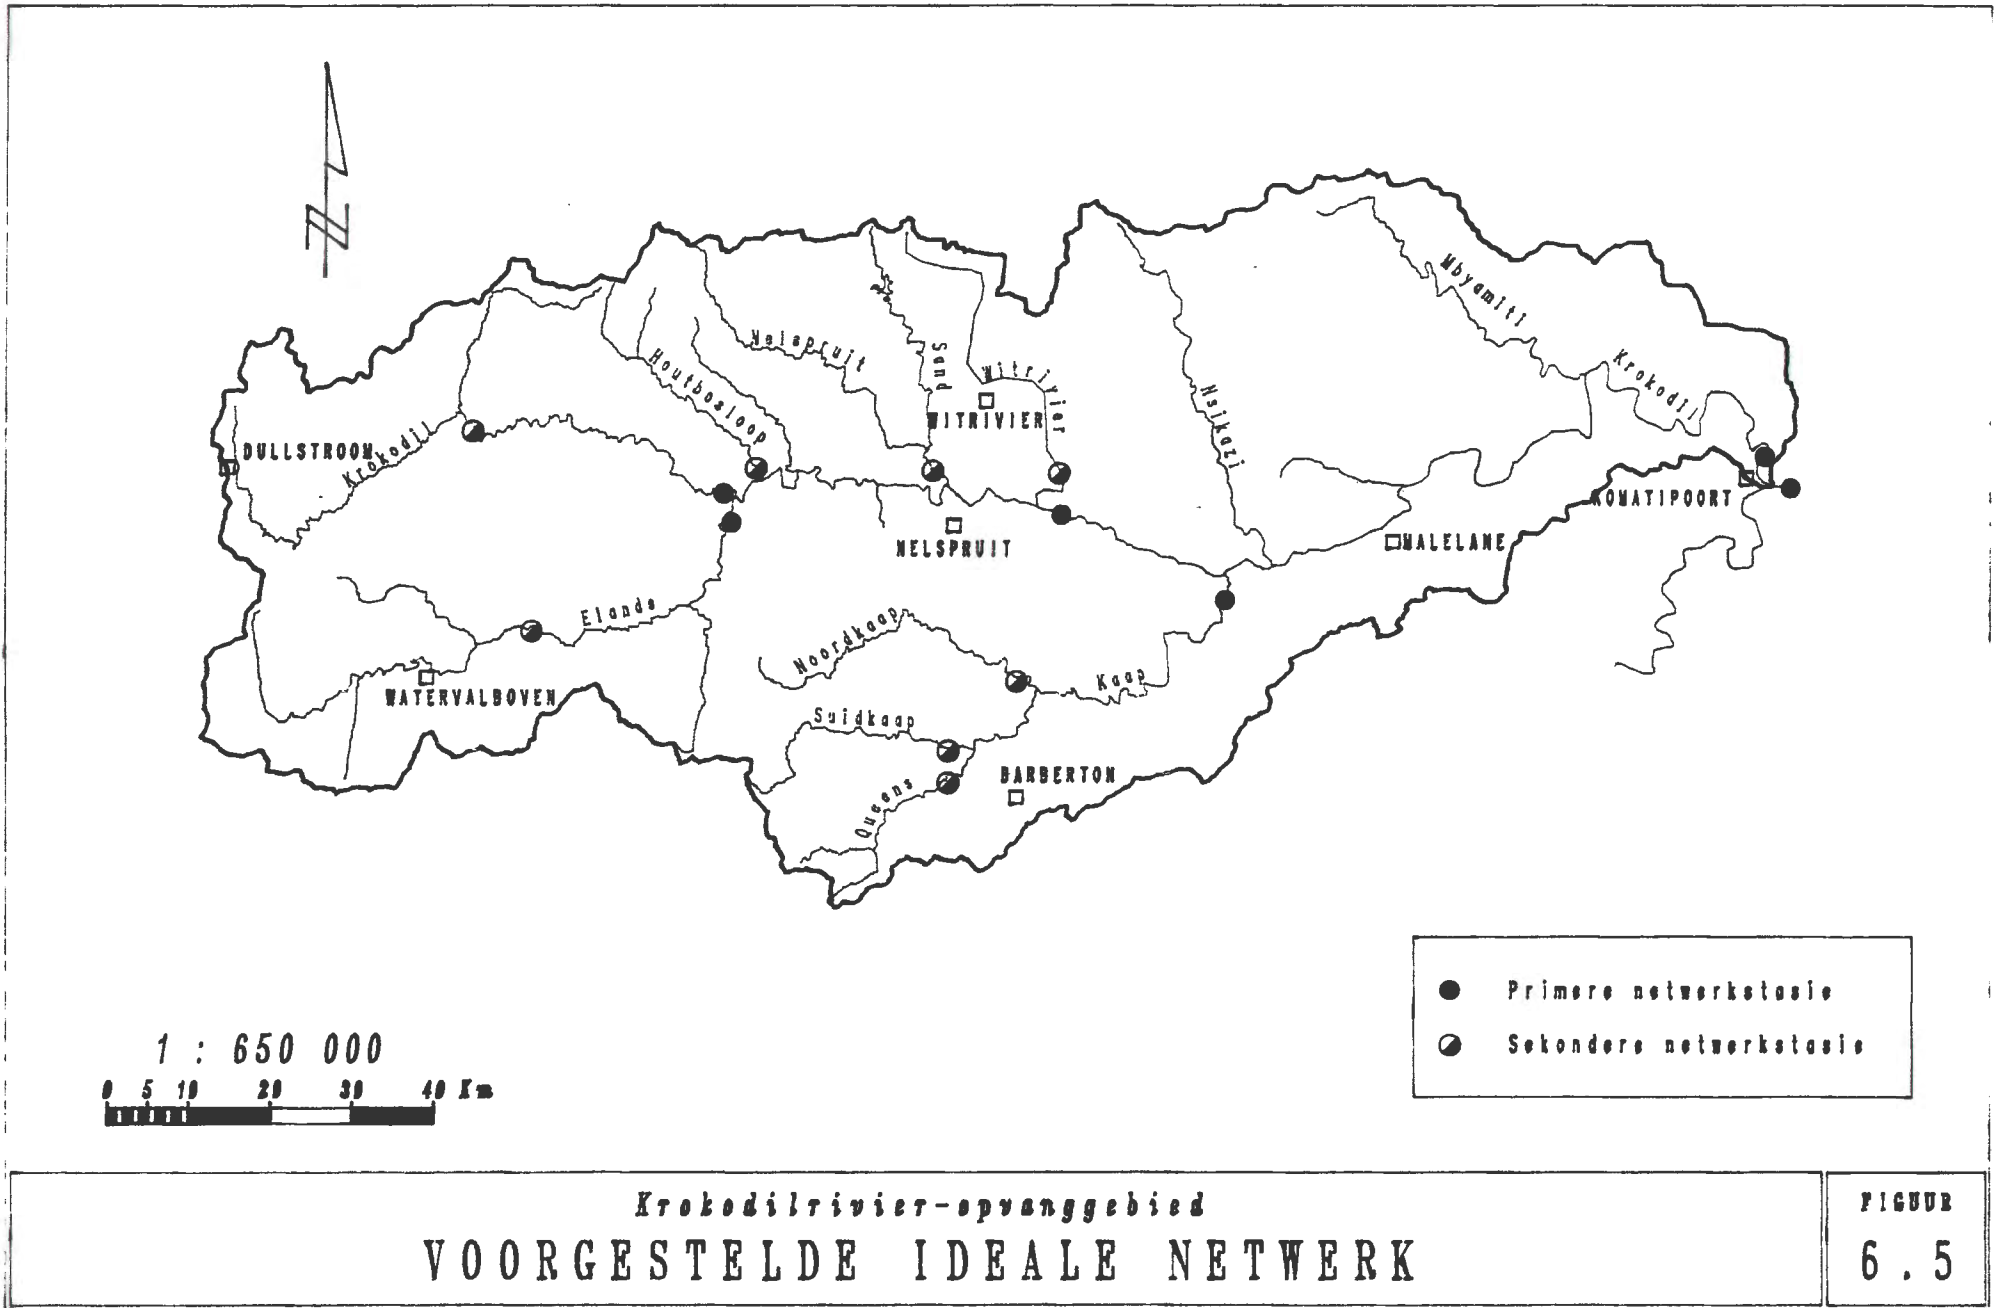 Mbyamiti
Nelspruit
Houtbosloop
Sand
Witrivier
Krokodil
Nsikazi
WITRIVIER
DULLSTROOM
Krokodil
KOMATIPOORT
NELSPRUIT
MALELANE
Elands
Noordkaap
Kaap
WATERVALBOVEN
Suidkaap
BARBERTON
Queens
Primere netwerkstasie
Sekondere netwerkstasie
1 : 650 000
0 5 10 20 30 40 Km
Krokodilrivier-opvanggebied
VOORGESTELDE IDEALE NETWERK
FIGUUR
6.5